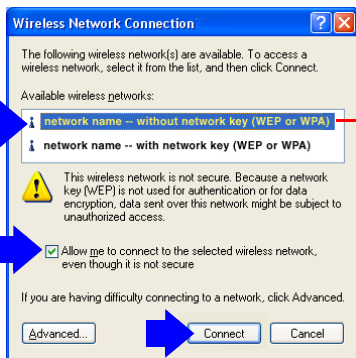 Wireless Network Connection
The following wireless network(s) are available. To access a
wireless network, select it from the list, and then click Connect.
Available wireless networks:
network name -- without network key (WEP or WPA)
network name -- with network key (WEP or WPA)
This wireless network is not secure. Because a network
key (WEP) is not used for authentication or for data
encryption, data sent over this network might be subject to
unauthorized access.
Allow me to connect to the selected wireless network,
even though it is not secure
If you are having difficulty connecting to a network, click Advanced.
Advanced... Connect Cancel